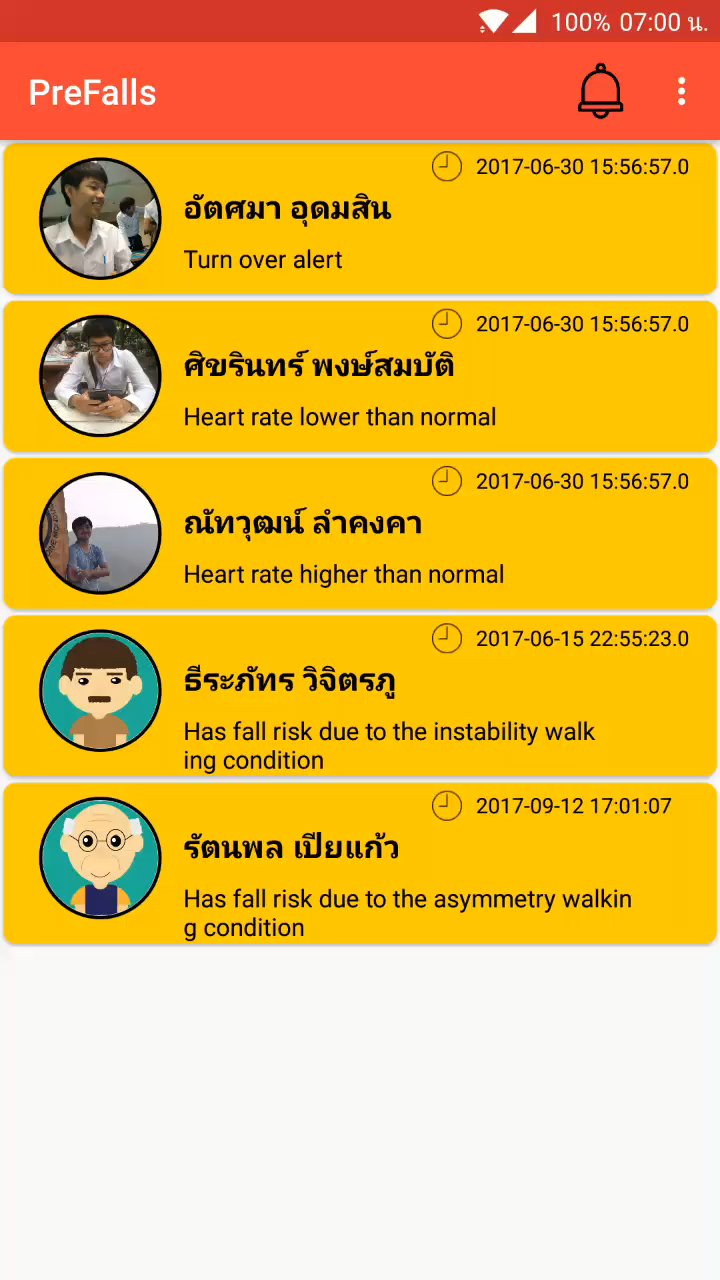 100% 07:00 น.
PreFalls
2017-06-30 15:56:57.0
อัตศมา อุดมสิน
Turn over alert
2017-06-30 15:56:57.0
ศิขรินทร์ พงษ์สมบัติ
Heart rate lower than normal
2017-06-30 15:56:57.0
ณัทวุฒน์ ลำคงคา
Heart rate higher than normal
2017-06-15 22:55:23.0
ธีระภัทร วิจิตรภู
Has fall risk due to the instability walk
ing condition
2017-09-12 17:01:07
รัตนพล เปียแก้ว
Has fall risk due to the asymmetry walkin
g condition